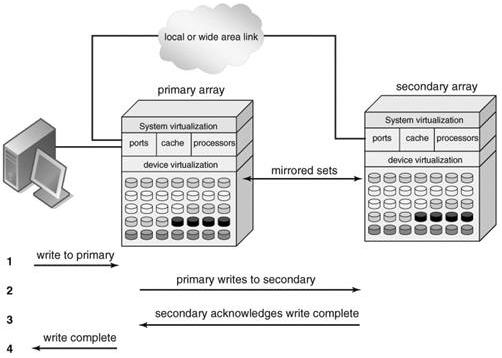 local or wide area link
primary array
secondary array
System virtualization
ports cache processors
device virtualization
System virtualization
ports cache processors
device virtualization
mirrored sets
1 write to primary
2 primary writes to secondary
3 secondary acknowledges write complete
4 write complete